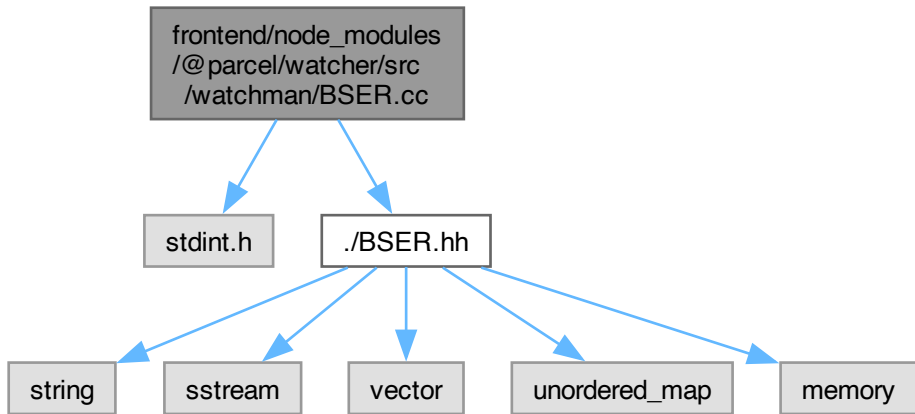 frontend/node_modules
/@parcel/watcher/src
/watchman/BSER.cc
stdint.h
./BSER.hh
string
sstream
vector
unordered_map
memory